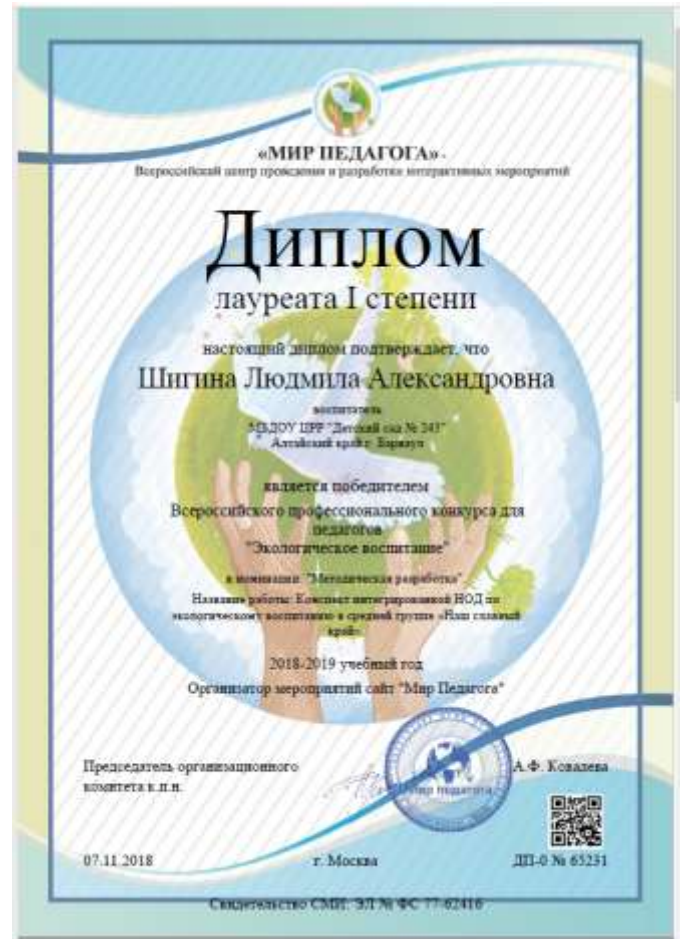 «МИР ПЕДАГОГА» -
Всероссийский центр проведения и разработки интерактивных мероприятий
Диплом
лауреата I степени
настоящий диплом подтверждает, что
Шигина Людмила Александровна
воспитатель
МБДОУ ЦРР "Детский сад № 243"
Алтайский край г. Барнаул
является победителем
Всероссийского профессионального конкурса для
педагогов
"Экологическое воспитание"
в номинации: "Методическая разработка"
Название работы: Конспект интегрированной НОД по
экологическому воспитанию в средней группе «Наш славный
край»
2018-2019 учебный год
Организатор мероприятий сайт "Мир Педагога"
Председатель организационного
комитета к.п.н.
мир педагога
А.Ф. Ковалева
07.11.2018
г. Москва
ДП-0 № 65231
Свидетельство СМИ: ЭЛ № ФС 77-62416